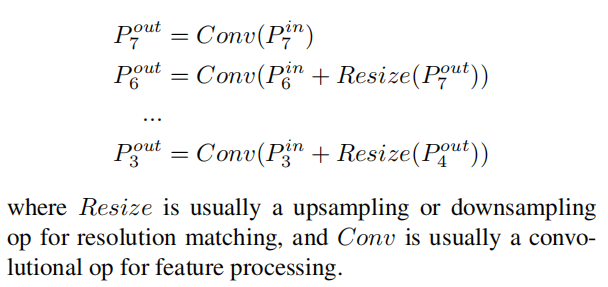 P_7^{out} = Conv(P_7^{in})
P_6^{out} = Conv(P_6^{in} + Resize(P_7^{out}))
...
P_3^{out} = Conv(P_3^{in} + Resize(P_4^{out}))
where Resize is usually a upsampling or downsampling
op for resolution matching, and Conv is usually a convo-
lutional op for feature processing.